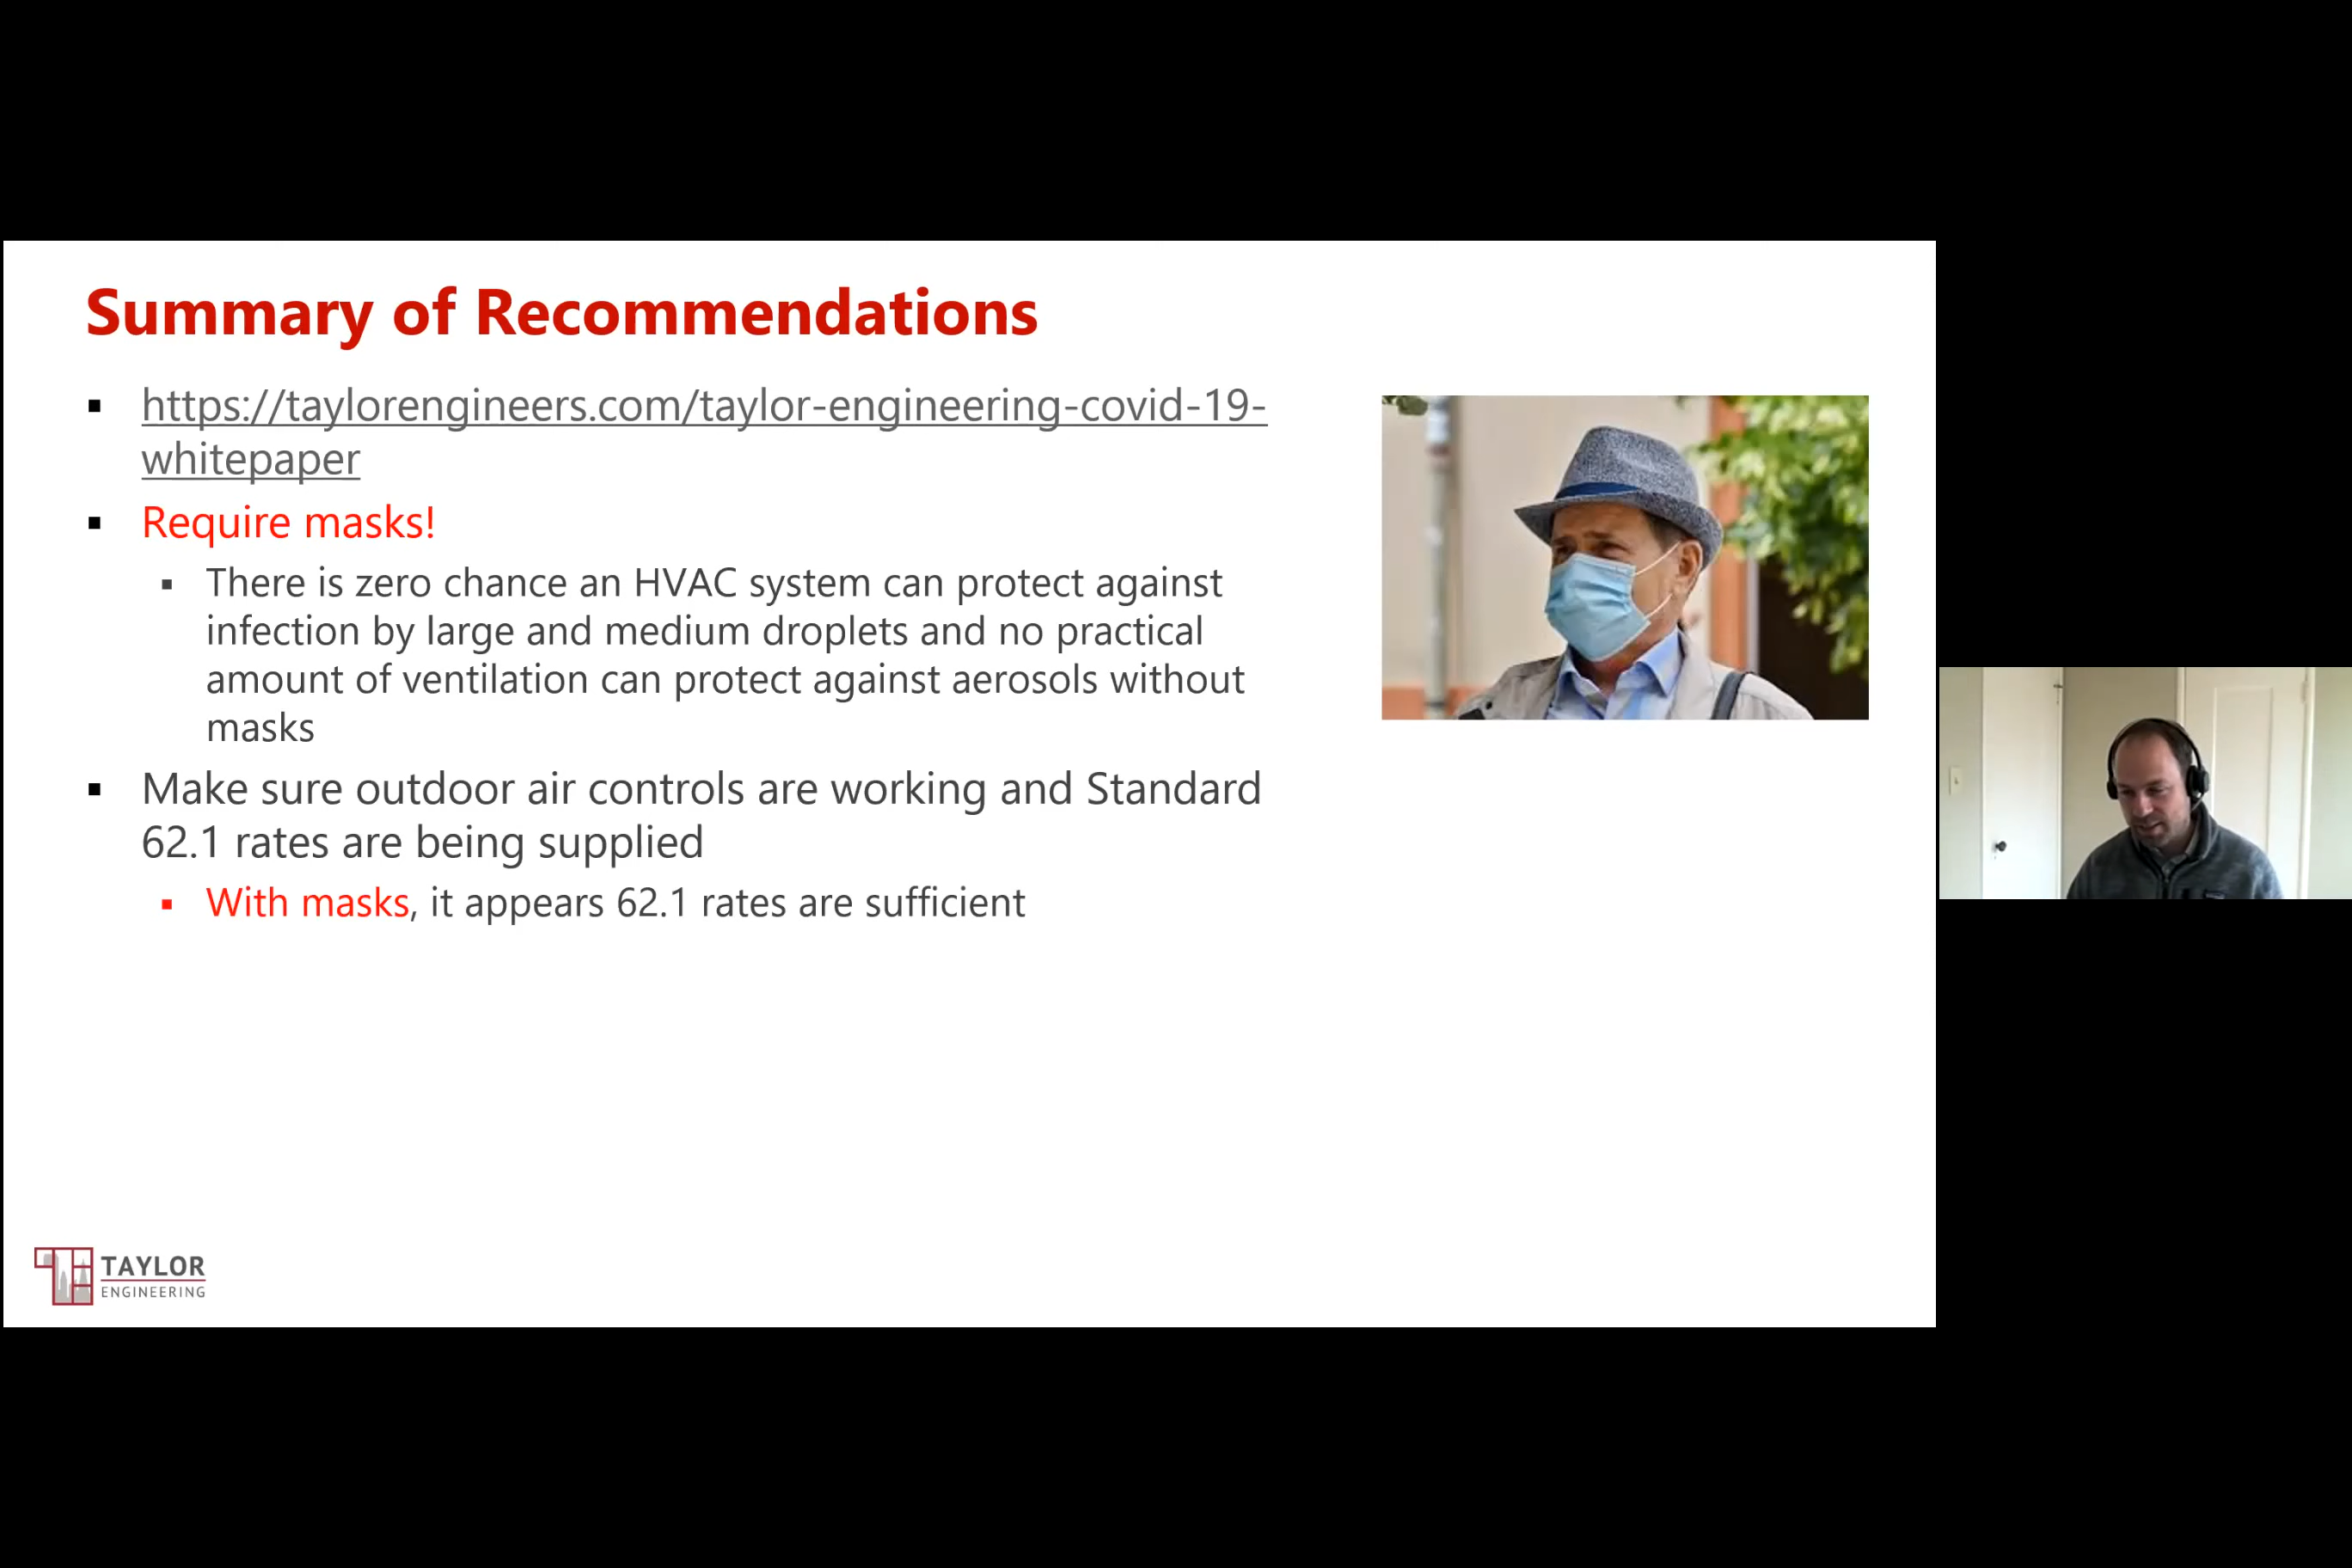 Summary of Recommendations
https://taylorengineers.com/taylor-engineering-covid-19-
whitepaper
Require masks!
There is zero chance an HVAC system can protect against
infection by large and medium droplets and no practical
amount of ventilation can protect against aerosols without
masks
Make sure outdoor air controls are working and Standard
62.1 rates are being supplied
With masks, it appears 62.1 rates are sufficient
TAYLOR
ENGINEERING